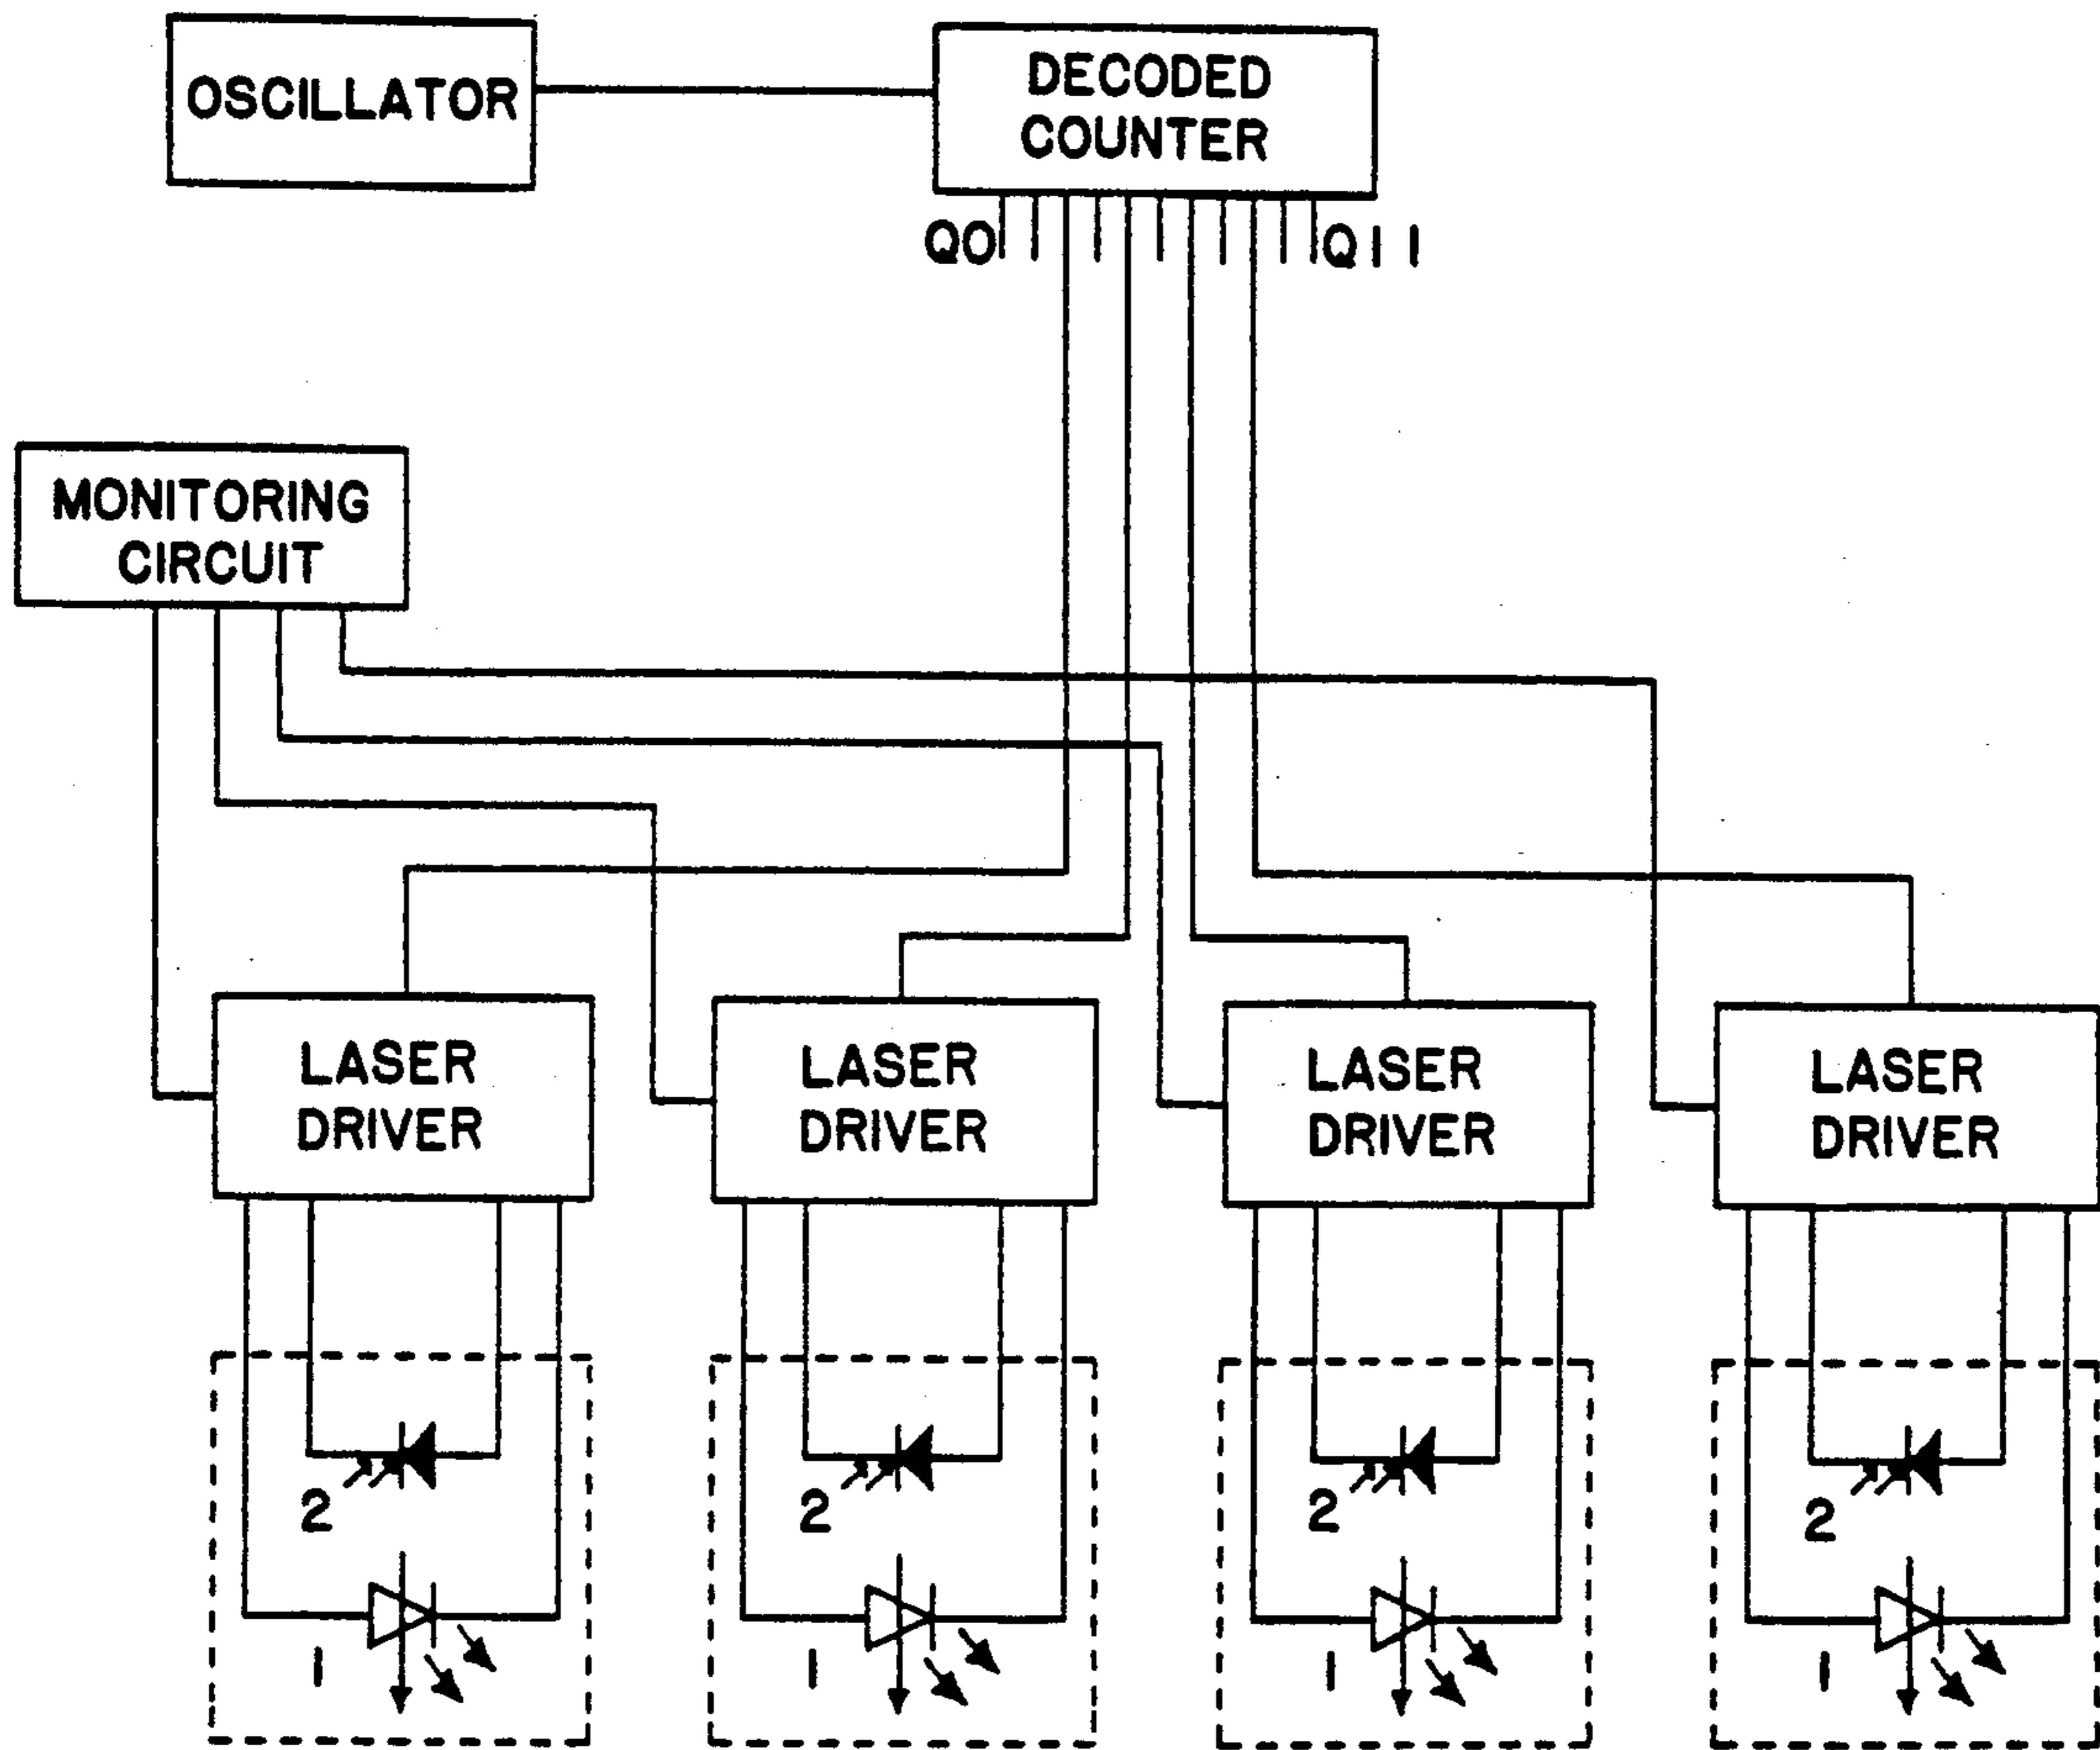 OSCILLATOR
DECODED
COUNTER
Q0
Q11
MONITORING
CIRCUIT
LASER
DRIVER
LASER
DRIVER
LASER
DRIVER
LASER
DRIVER
2
2
2
2
1
1
1
1